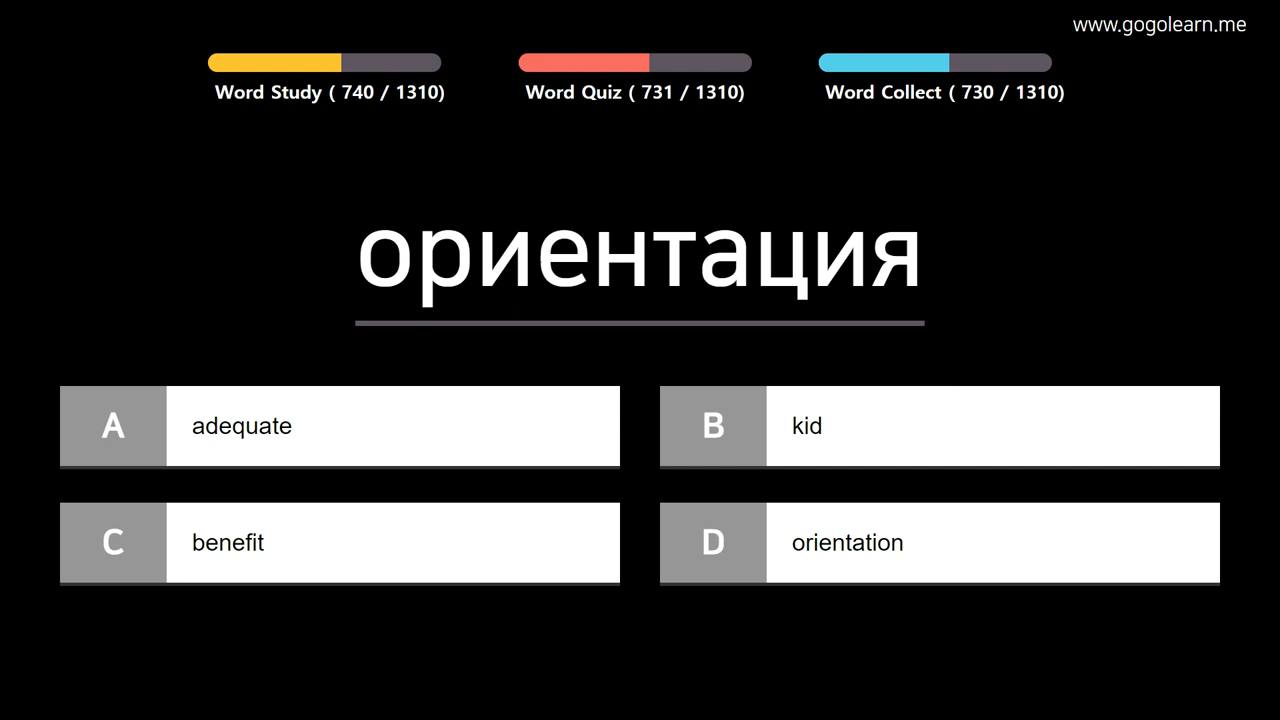 www.gogolearn.me
Word Study ( 740 / 1310)
Word Quiz ( 731 / 1310)
Word Collect ( 730 / 1310)
ориентация
A adequate
B kid
C benefit
D orientation